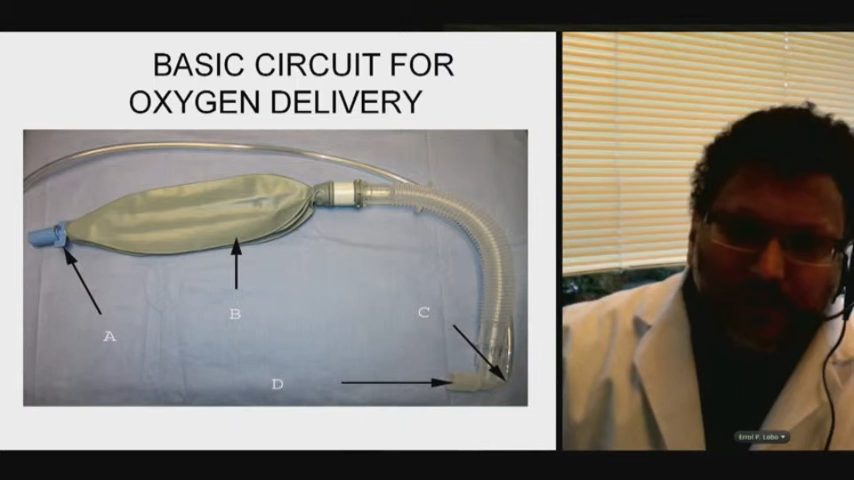 BASIC CIRCUIT FOR
OXYGEN DELIVERY
A
B
C
D
Errol P. Lobo